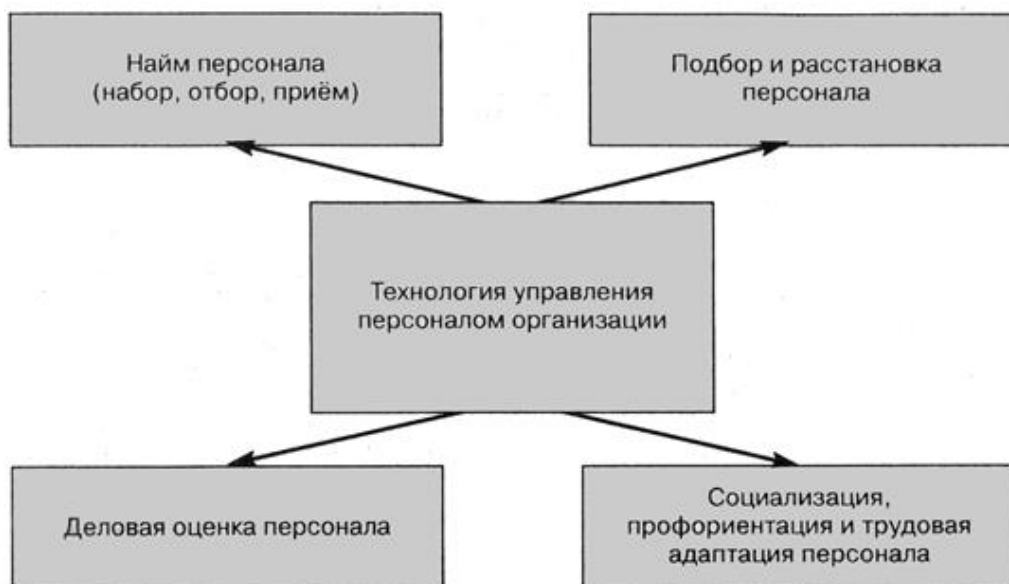 Найм персонала
(набор, отбор, приём)
Подбор и расстановка
персонала
Технология управления
персоналом организации
Деловая оценка персонала
Социализация,
профориентация и трудовая
адаптация персонала